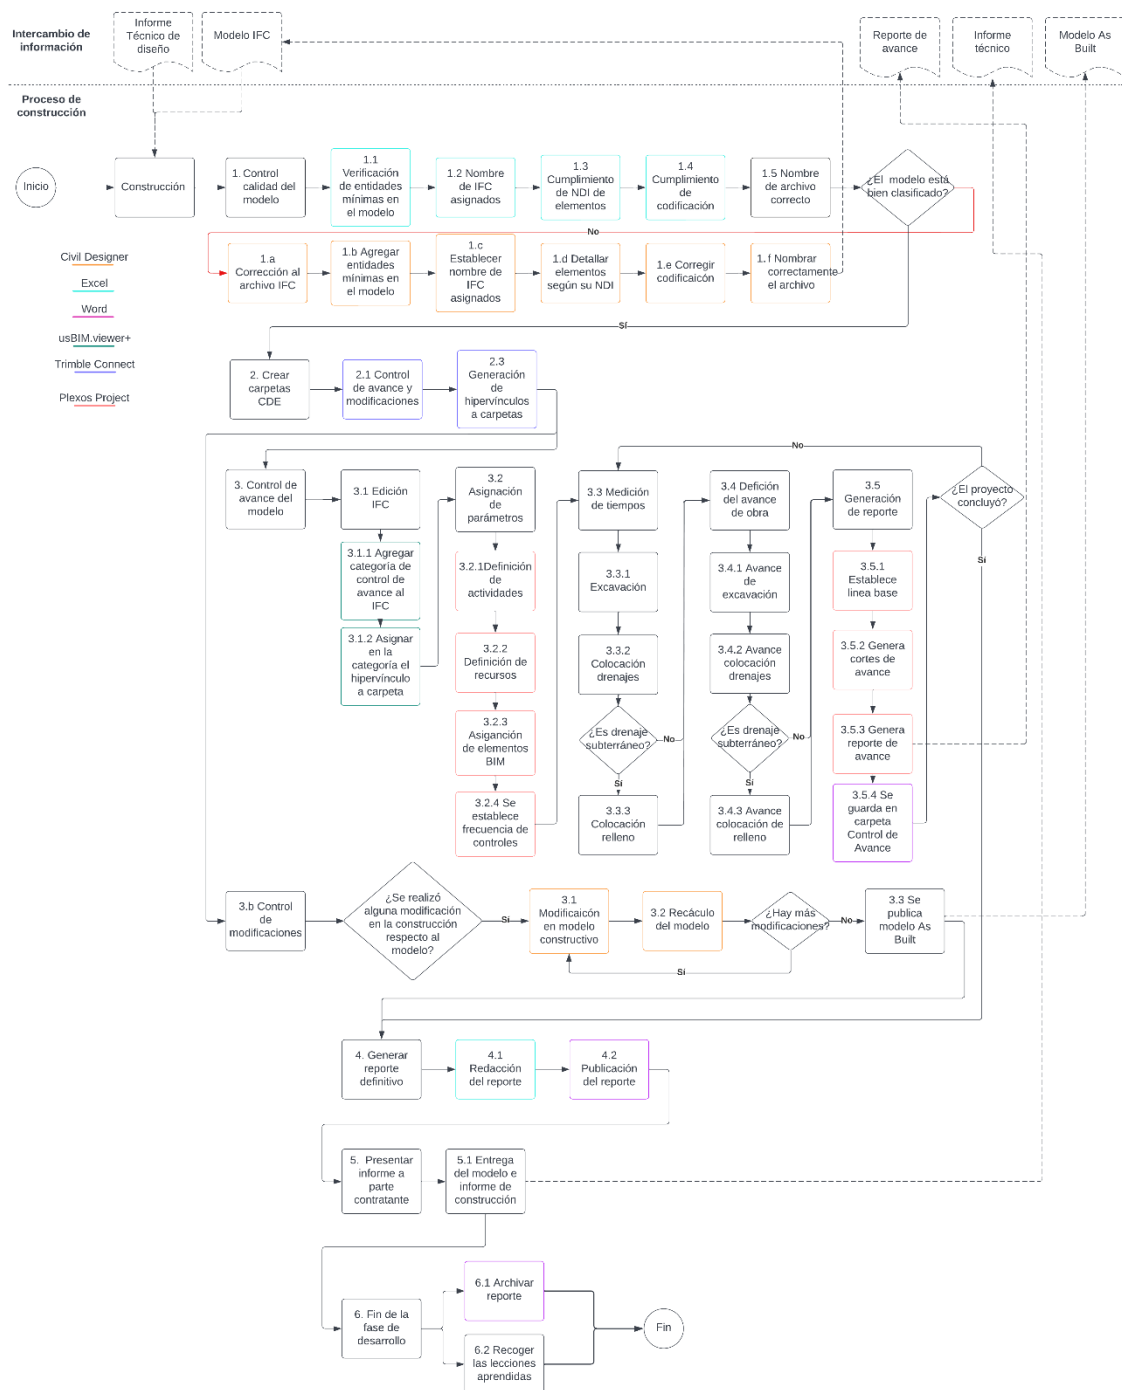 Intercambio de
información
Informe
Técnico de
diseño
Modelo IFC
Reporte de
avance
Informe
técnico
Modelo As
Built
Proceso de
construcción
Inicio
Construcción
1. Control
calidad del
modelo
1.1
Verificación
de entidades
mínimas en
el modelo
1.2 Nombre
de IFC
asignados
1.3
Cumplimiento
de NDI de
elementos
1.4
Cumplimiento
de
codificación
1.5 Nombre
de archivo
correcto
¿El modelo está
bien clasificado?
No
1.a
Corrección al
archivo IFC
1.b Agregar
entidades
mínimas en
el modelo
1.c
Establecer
nombre de
IFC
asignados
1.d Detallar
elementos
según su NDI
1.e Corregir
codificaicón
1.f Nombrar
correctamente
el archivo
Civil Designer
Excel
Word
usBIM.viewer+
Trimble Connect
Plexos Project
Sí
2. Crear
carpetas
CDE
2.1 Control
de avance y
modificaciones
2.3
Generación
de
hipervínculos
a carpetas
3. Control de
avance del
modelo
3.1 Edición
IFC
3.1.1 Agregar
categoría de
control de
avance al
IFC
3.1.2 Asignar
en la
categoría el
hipervínculo
a carpeta
3.2
Asignación
de
parámetros
3.2.1Definición
de
actividades
3.2.2
Definición de
recursos
3.2.3
Asiganción
de elementos
BIM
3.2.4 Se
establece
frecuencia de
controles
3.3 Medición
de tiempos
3.3.1
Excavación
3.3.2
Colocación
drenajes
¿Es drenaje
subterráneo?
No
Sí
3.3.3
Colocación
relleno
3.4 Defición
del avance
de obra
3.4.1 Avance
de
excavación
3.4.2 Avance
colocación
drenajes
¿Es drenaje
subterráneo?
No
Sí
3.4.3 Avance
colocación de
relleno
3.5
Generación
de reporte
3.5.1
Establece
linea base
3.5.2 Genera
cortes de
avance
3.5.3 Genera
reporte de
avance
3.5.4 Se
guarda en
carpeta
Control de
Avance
No
¿El proyecto
concluyó?
Sí
3.b Control
de
modificaciones
¿Se realizó
alguna modificación
en la construcción
respecto al
modelo?
Sí
3.1
Modificaicón
en modelo
constructivo
3.2 Recáculo
del modelo
¿Hay más
modificaciones?
No
Sí
3.3 Se
publica
modelo As
Built
4. Generar
reporte
definitivo
4.1
Redacción
del reporte
4.2
Publicación
del reporte
5. Presentar
informe a
parte
contratante
5.1 Entrega
del modelo e
informe de
construcción
6. Fin de la
fase de
desarrollo
6.1 Archivar
reporte
6.2 Recoger
las lecciones
aprendidas
Fin